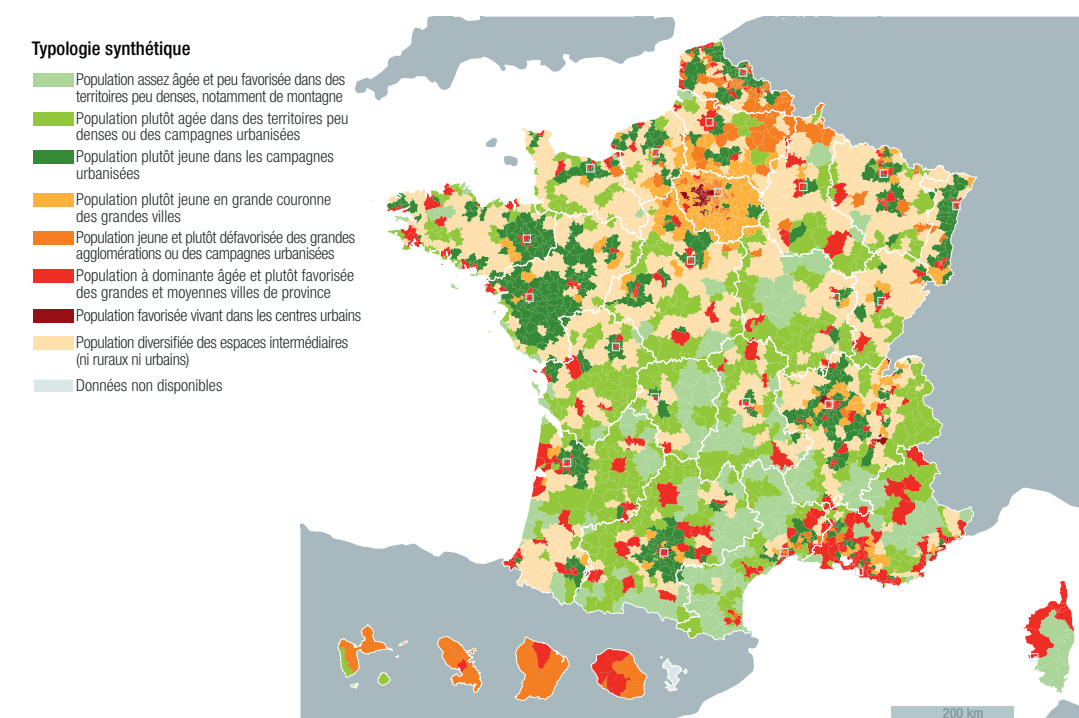 Typologie synthétique
Population assez âgée et peu favorisée dans des
territoires peu denses, notamment de montagne
Population plutôt agée dans des territoires peu
denses ou des campagnes urbanisées
Population plutôt jeune dans les campagnes
urbanisées
Population plutôt jeune en grande couronne
des grandes villes
Population jeune et plutôt défavorisée des grandes
agglomérations ou des campagnes urbanisées
Population à dominante âgée et plutôt favorisée
des grandes et moyennes villes de province
Population favorisée vivant dans les centres urbains
Population diversifiée des espaces intermédiaires
(ni ruraux ni urbains)
Données non disponibles
200 km